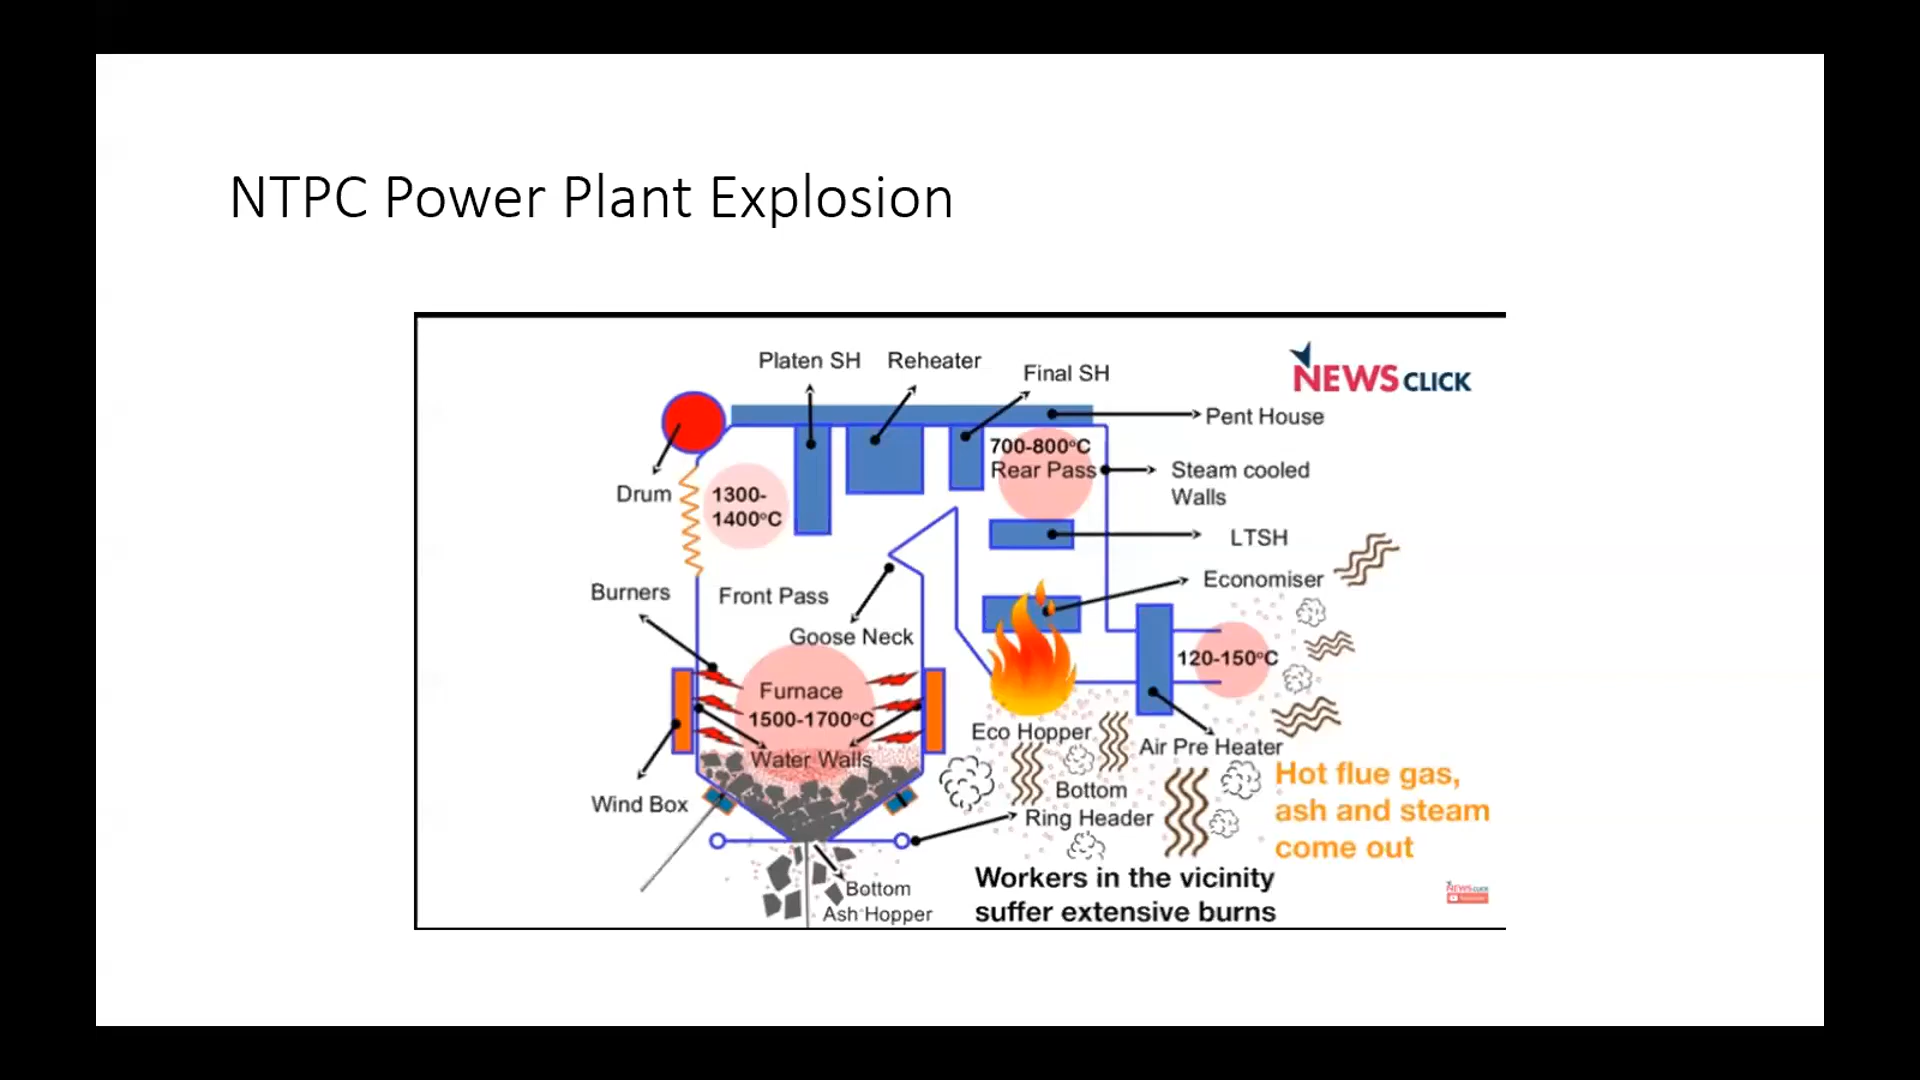 NTPC Power Plant Explosion
Platen SH
Reheater
Final SH
NEWSCLICK
Pent House
700-800°C
Rear Pass
Steam cooled
Walls
Drum
1300-
1400°C
LTSH
Economiser
Burners
Front Pass
Goose Neck
120-150°C
Furnace
1500-1700°C
Water Walls
Eco Hopper
Air Pre Heater
Wind Box
Bottom
Ring Header
Hot flue gas,
ash and steam
come out
Bottom
Ash Hopper
Workers in the vicinity
suffer extensive burns
NEWSCLICK